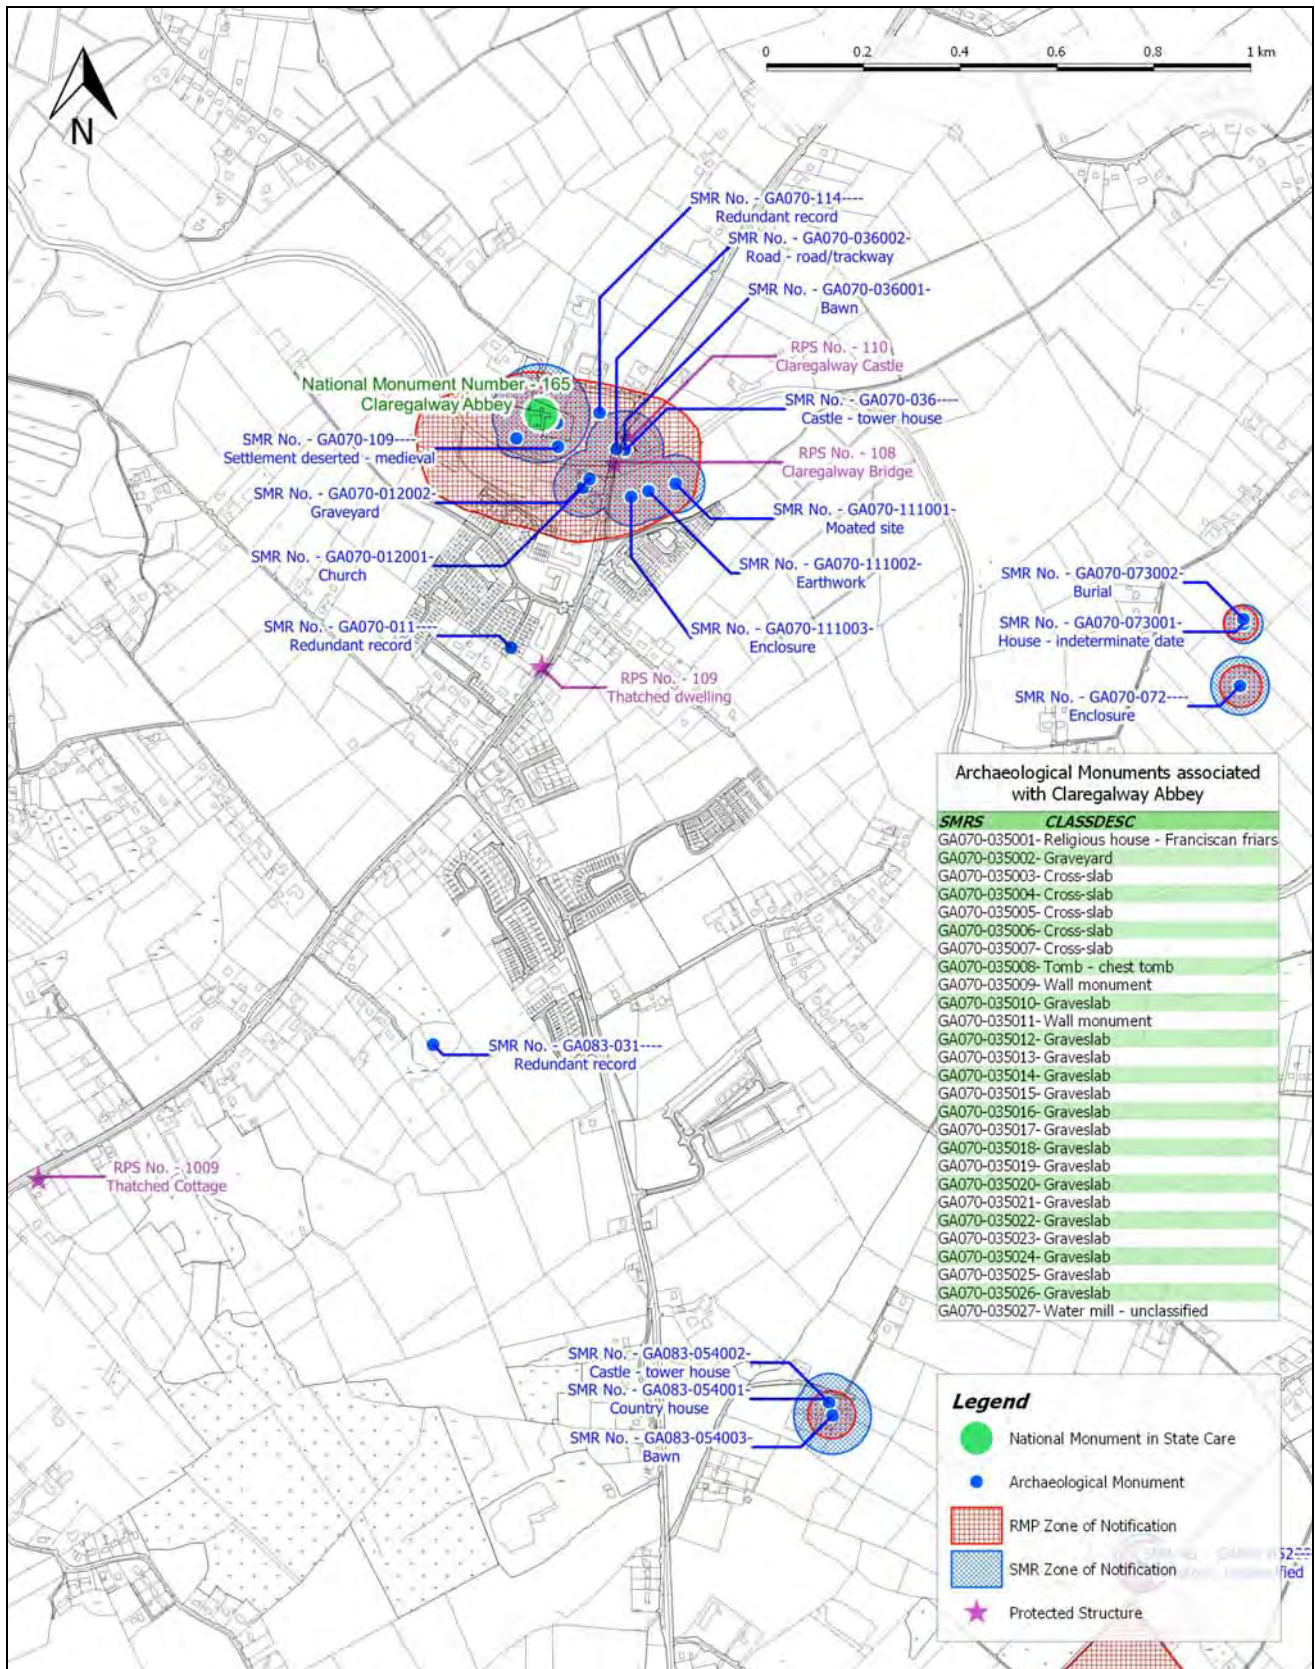 0 0.2 0.4 0.6 0.8 1 km
N
SMR No. - GA070-114----
Redundant record
SMR No. - GA070-036002-
Road - road/trackway
SMR No. - GA070-036001-
Bawn
RPS No. - 110
Claregalway Castle
National Monument Number - 165
Claregalway Abbey
SMR No. - GA070-036----
Castle - tower house
SMR No. - GA070-109----
Settlement deserted - medieval
RPS No. - 108
Claregalway Bridge
SMR No. - GA070-012002-
Graveyard
SMR No. - GA070-111001-
Moated site
SMR No. - GA070-012001-
Church
SMR No. - GA070-111002-
Earthwork
SMR No. - GA070-073002-
Burial
SMR No. - GA070-011----
Redundant record
SMR No. - GA070-111003-
Enclosure
SMR No. - GA070-073001-
House - indeterminate date
RPS No. - 109
Thatched dwelling
SMR No. - GA070-072----
Enclosure
Archaeological Monuments associated
with Claregalway Abbey
SMRS CLASSDESC
GA070-035001- Religious house - Franciscan friars
GA070-035002- Graveyard
GA070-035003- Cross-slab
GA070-035004- Cross-slab
GA070-035005- Cross-slab
GA070-035006- Cross-slab
GA070-035007- Cross-slab
GA070-035008- Tomb - chest tomb
GA070-035009- Wall monument
GA070-035010- Graveslab
GA070-035011- Wall monument
GA070-035012- Graveslab
GA070-035013- Graveslab
GA070-035014- Graveslab
GA070-035015- Graveslab
GA070-035016- Graveslab
GA070-035017- Graveslab
GA070-035018- Graveslab
GA070-035019- Graveslab
GA070-035020- Graveslab
GA070-035021- Graveslab
GA070-035022- Graveslab
GA070-035023- Graveslab
GA070-035024- Graveslab
GA070-035025- Graveslab
GA070-035026- Graveslab
GA070-035027- Water mill - unclassified
SMR No. - GA083-031----
Redundant record
RPS No. - 1009
Thatched Cottage
SMR No. - GA083-054002-
Castle - tower house
SMR No. - GA083-054001-
Country house
SMR No. - GA083-054003-
Bawn
Legend
National Monument in State Care
Archaeological Monument
RMP Zone of Notification
SMR Zone of Notification
Protected Structure